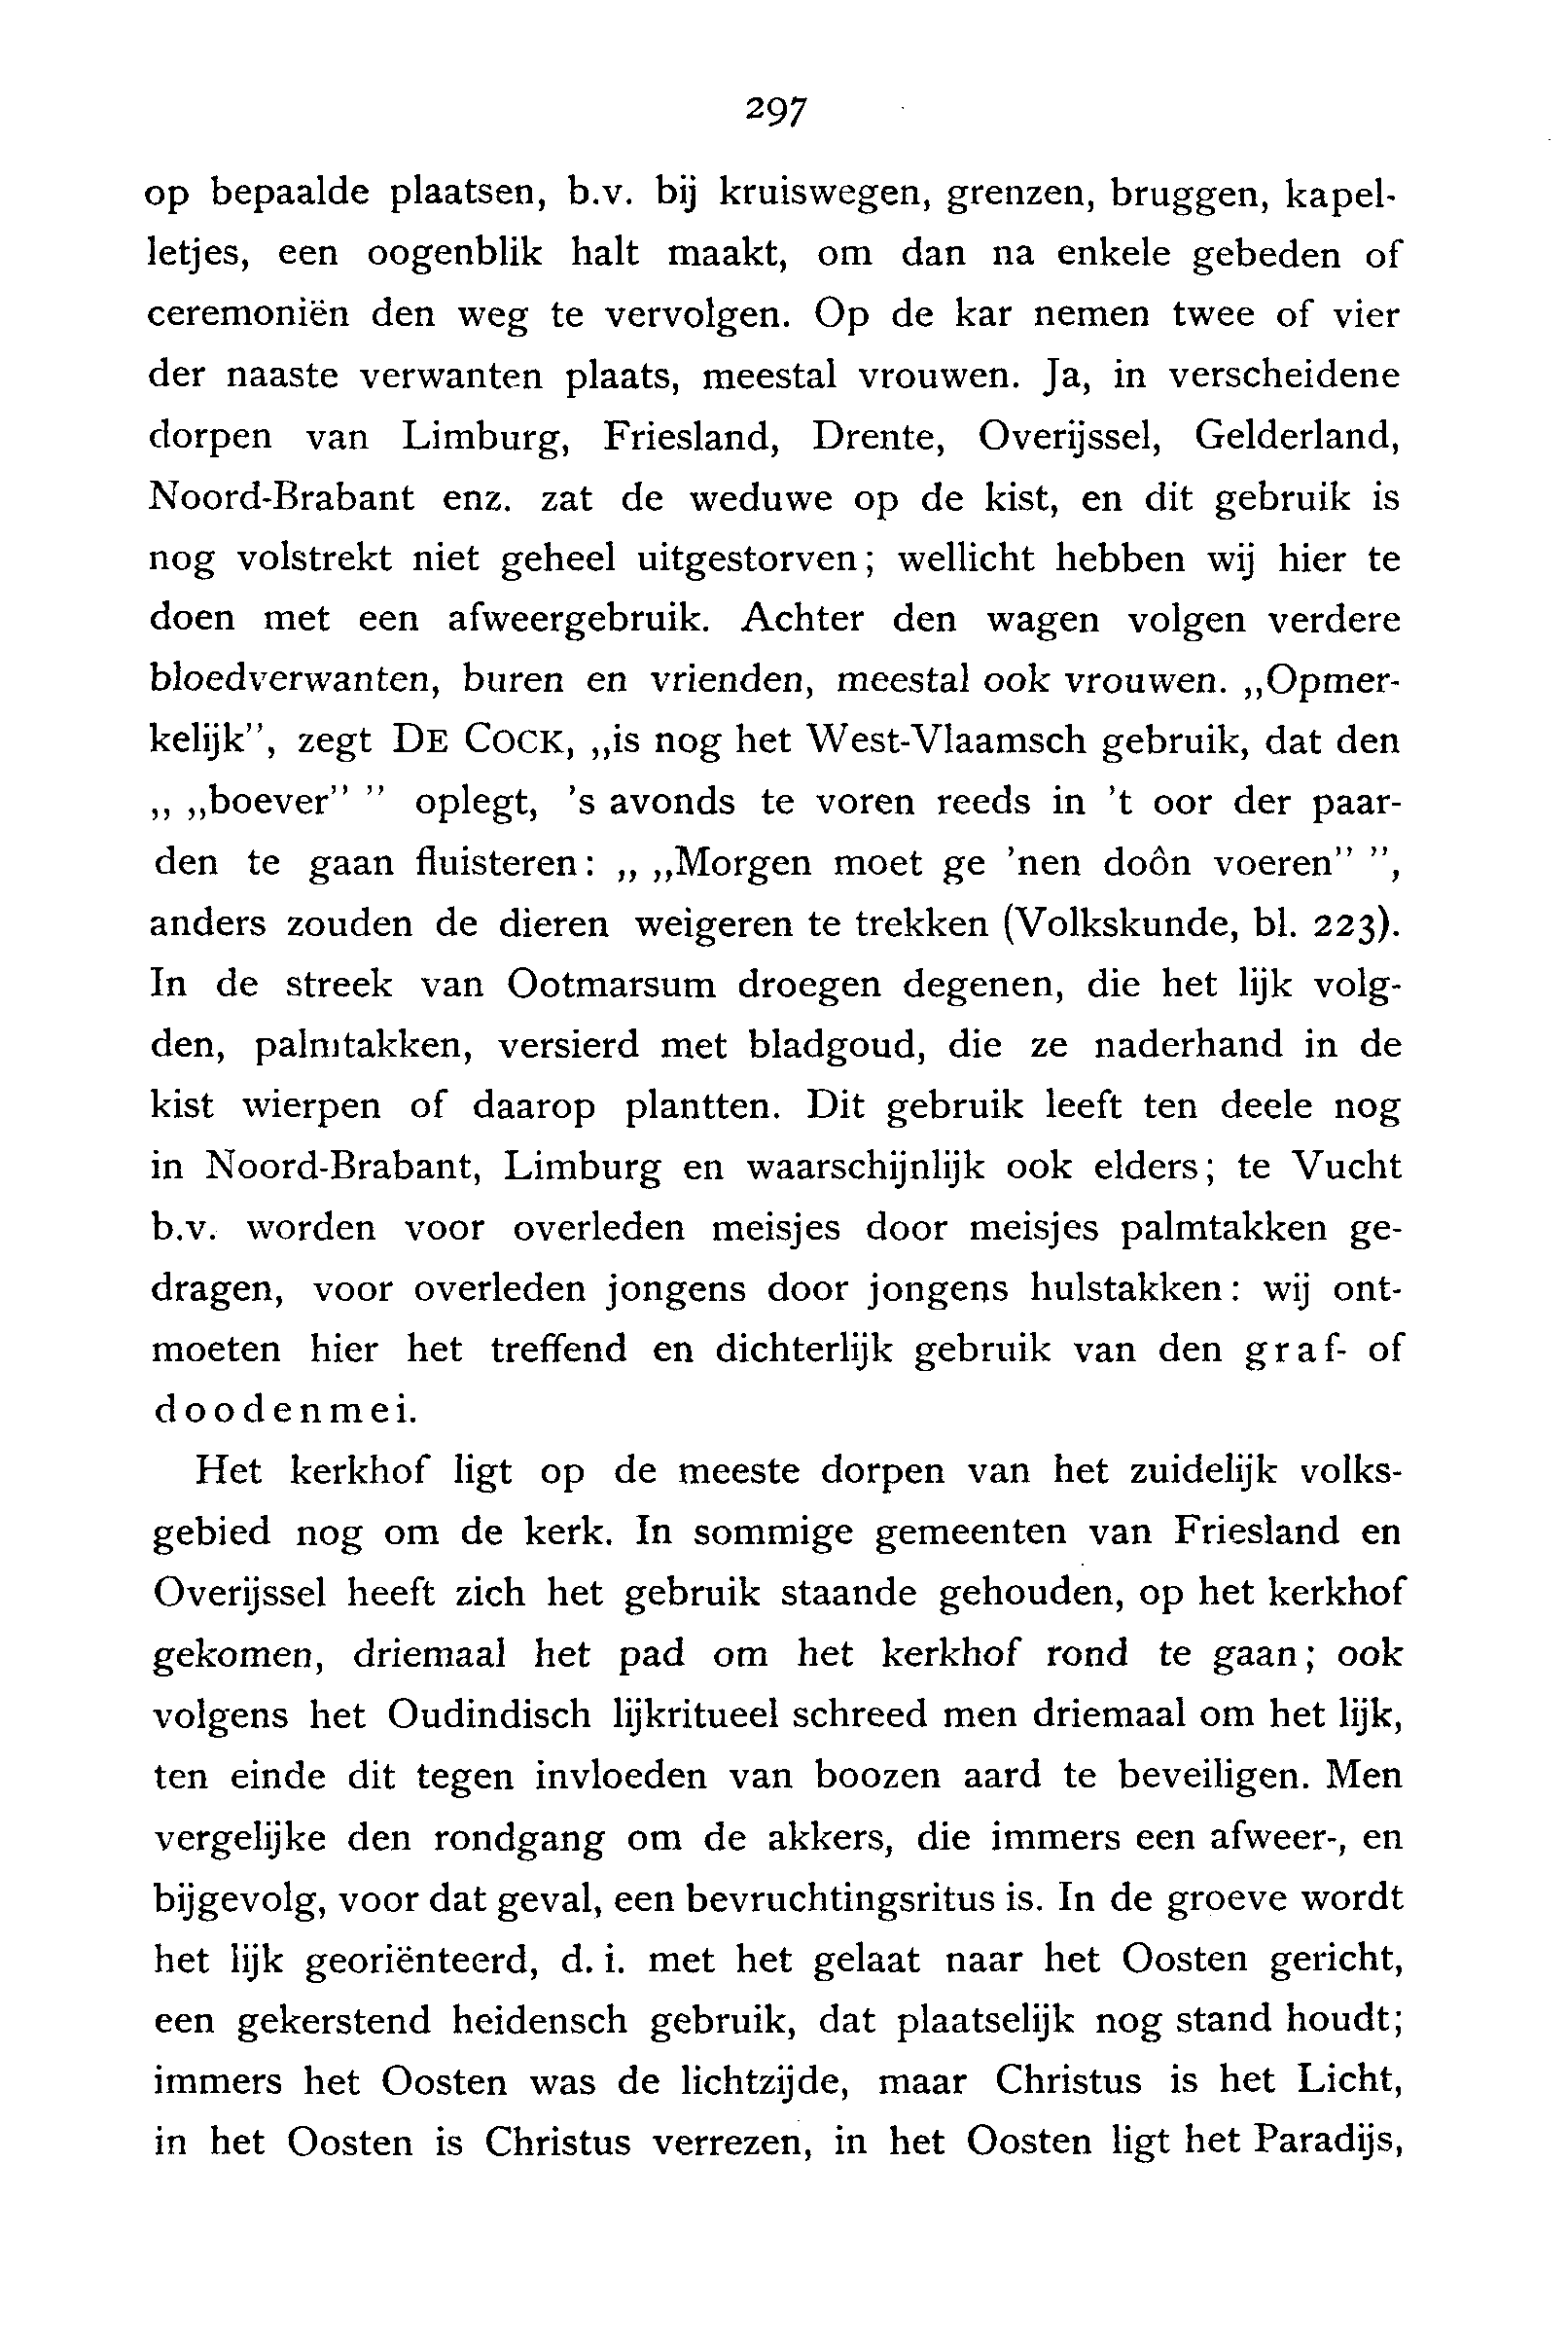 297
op bepaalde plaatsen, b.v. bij kruiswegen, grenzen, bruggen, kapel-
letjes, een oogenblik halt maakt, om dan na enkele gebeden of
ceremoniën den weg te vervolgen. Op de kar nemen twee of vier
der naaste verwanten plaats, meestal vrouwen. Ja, in verscheidene
dorpen van Limburg, Friesland, Drente, Overijssel, Gelderland,
Noord-Brabant enz. zat de weduwe op de kist, en dit gebruik is
nog volstrekt niet geheel uitgestorven; wellicht hebben wij hier te
doen met een afweergebruik. Achter den wagen volgen verdere
bloedverwanten, buren en vrienden, meestal ook vrouwen. „Opmer-
kelijk”, zegt DE COCK, „is nog het West-Vlaamsch gebruik, dat den
„ „boever” ” oplegt, ’s avonds te voren reeds in ’t oor der paar-
den te gaan fluisteren: „ „Morgen moet ge ’nen doôn voeren” ”,
anders zouden de dieren weigeren te trekken (Volkskunde, bl. 223).
In de streek van Ootmarsum droegen degenen, die het lijk volg-
den, palmtakken, versierd met bladgoud, die ze naderhand in de
kist wierpen of daarop plantten. Dit gebruik leeft ten deele nog
in Noord-Brabant, Limburg en waarschijnlijk ook elders; te Vucht
b.v. worden voor overleden meisjes door meisjes palmtakken ge-
dragen, voor overleden jongens door jongens hulstakken: wij ont-
moeten hier het treffend en dichterlijk gebruik van den graf- of
doodenmei.
Het kerkhof ligt op de meeste dorpen van het zuidelijk volks-
gebied nog om de kerk. In sommige gemeenten van Friesland en
Overijssel heeft zich het gebruik staande gehouden, op het kerkhof
gekomen, driemaal het pad om het kerkhof rond te gaan; ook
volgens het Oudindisch lijkritueel schreed men driemaal om het lijk,
ten einde dit tegen invloeden van boozen aard te beveiligen. Men
vergelijke den rondgang om de akkers, die immers een afweer-, en
bijgevolg, voor dat geval, een bevruchtingsritus is. In de groeve wordt
het lijk georiënteerd, d. i. met het gelaat naar het Oosten gericht,
een gekerstend heidensch gebruik, dat plaatselijk nog stand houdt;
immers het Oosten was de lichtzijde, maar Christus is het Licht,
in het Oosten is Christus verrezen, in het Oosten ligt het Paradijs,